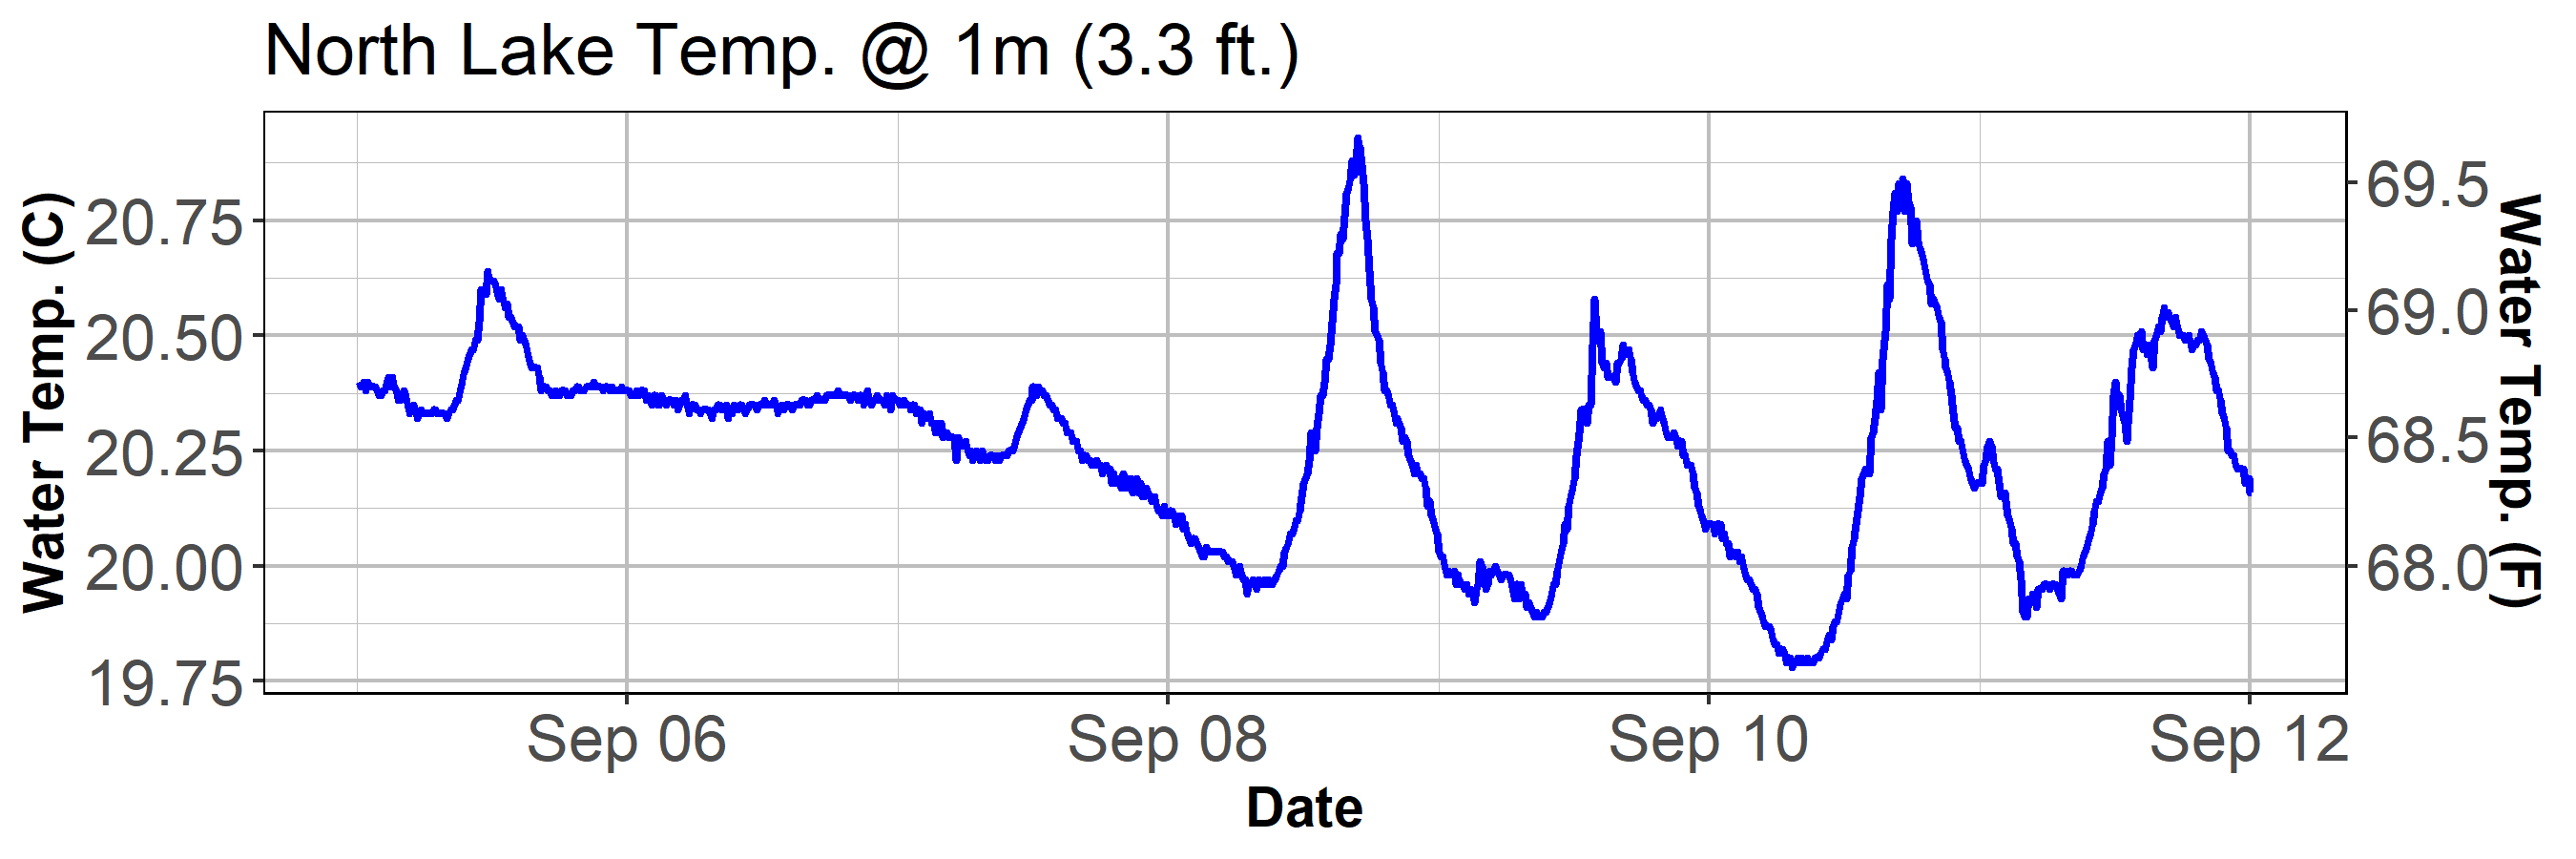 North Lake Temp. @ 1m (3.3 ft.)
Water Temp. (C)
20.75
20.50
20.25
20.00
19.75
69.5
69.0
68.5
68.0
Water Temp. (F)
Sep 06 Sep 08 Sep 10 Sep 12
Date